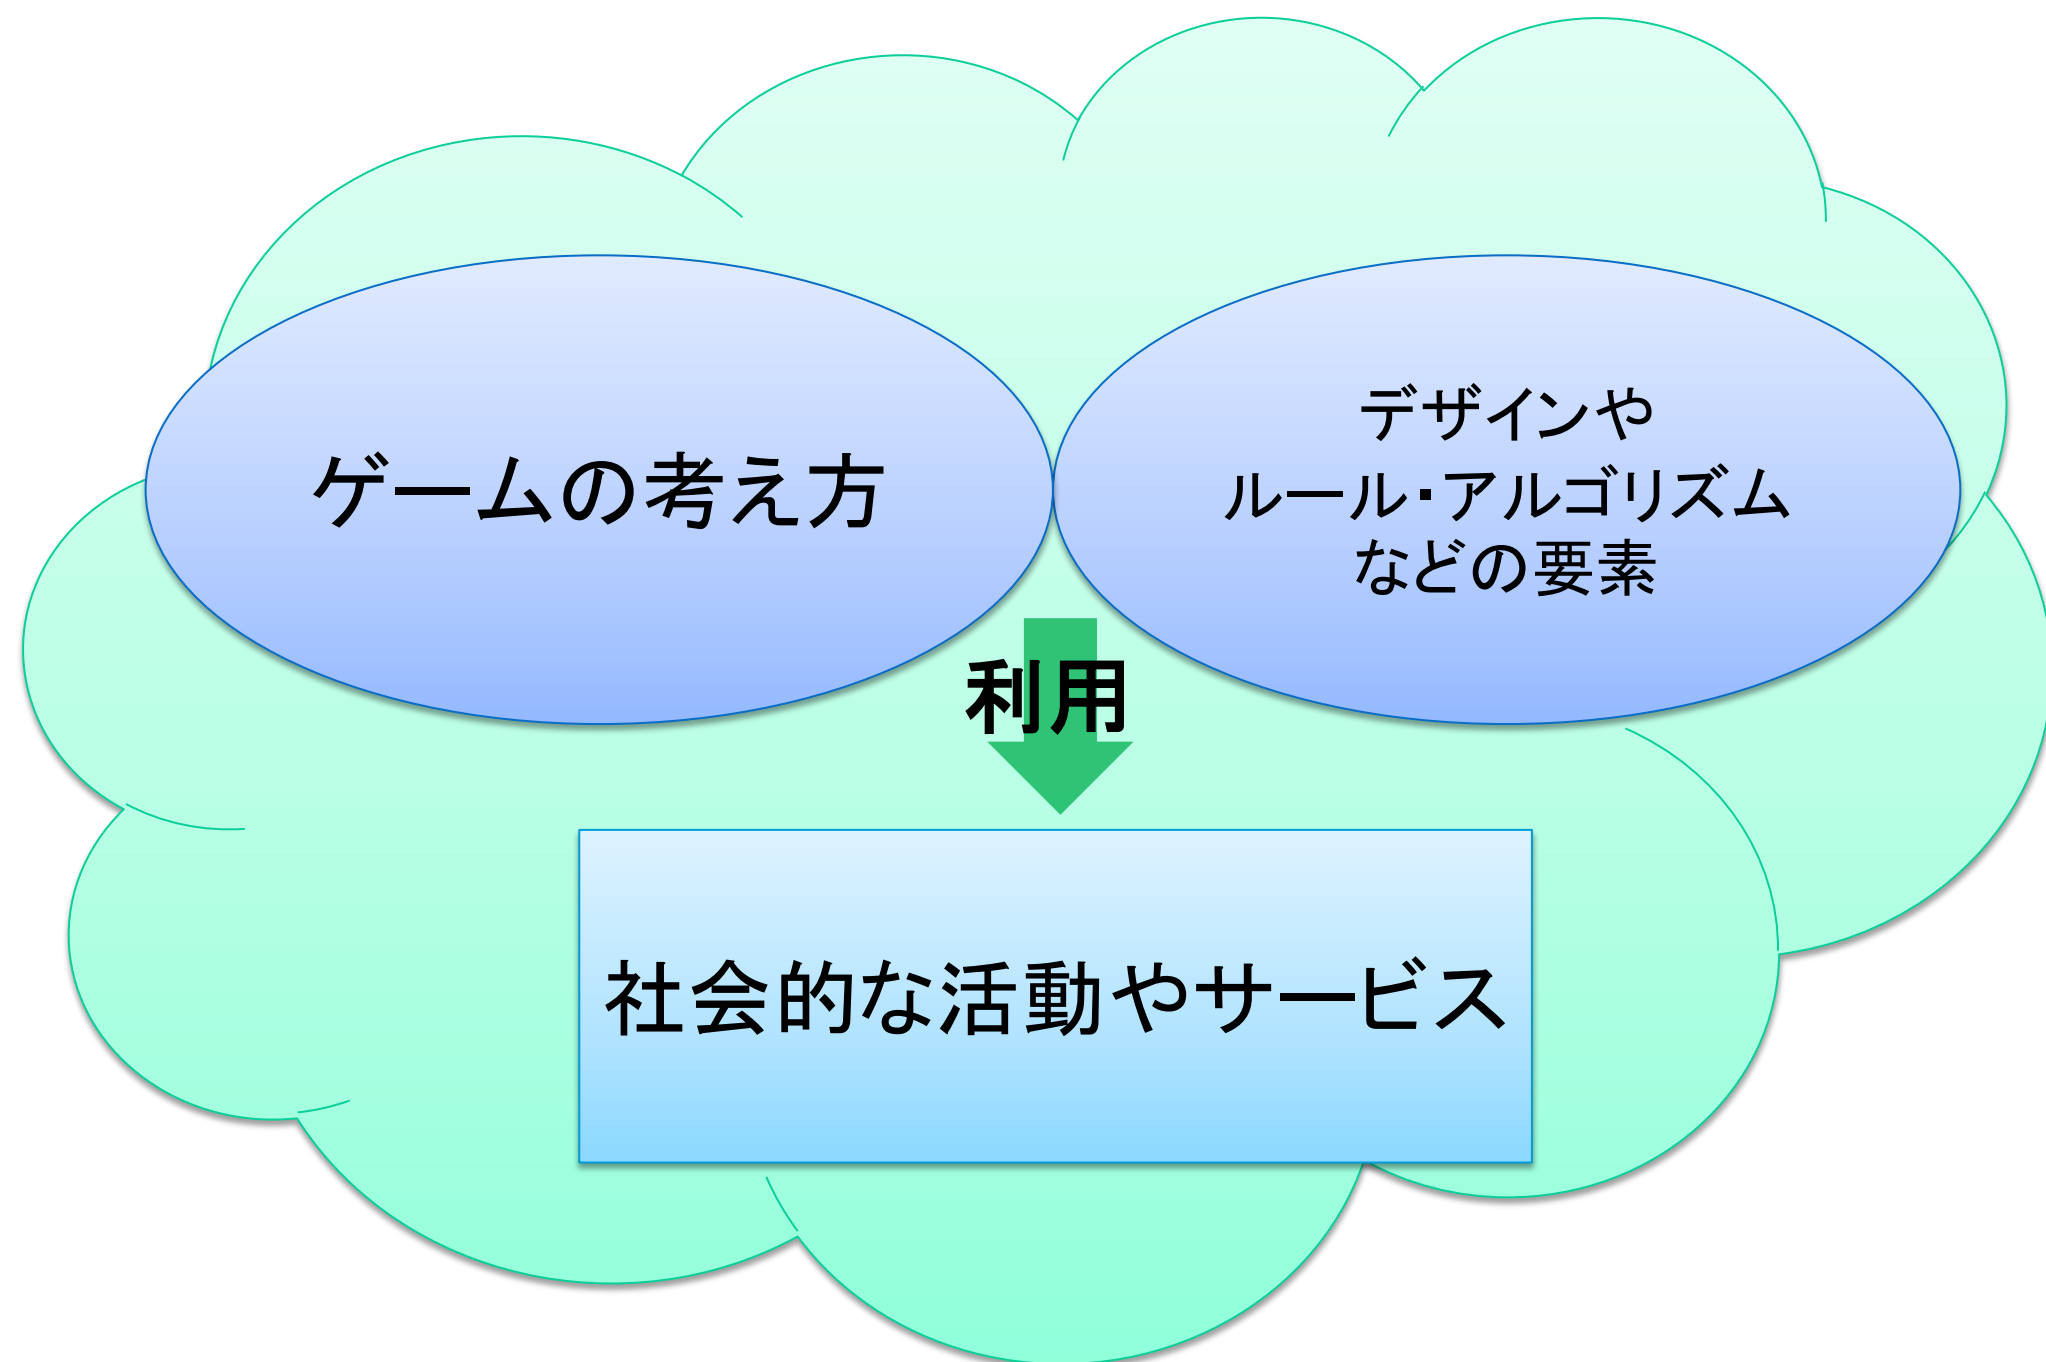 ゲームの考え方
デザインや
ルール・アルゴリズム
などの要素
利用
社会的な活動やサービス